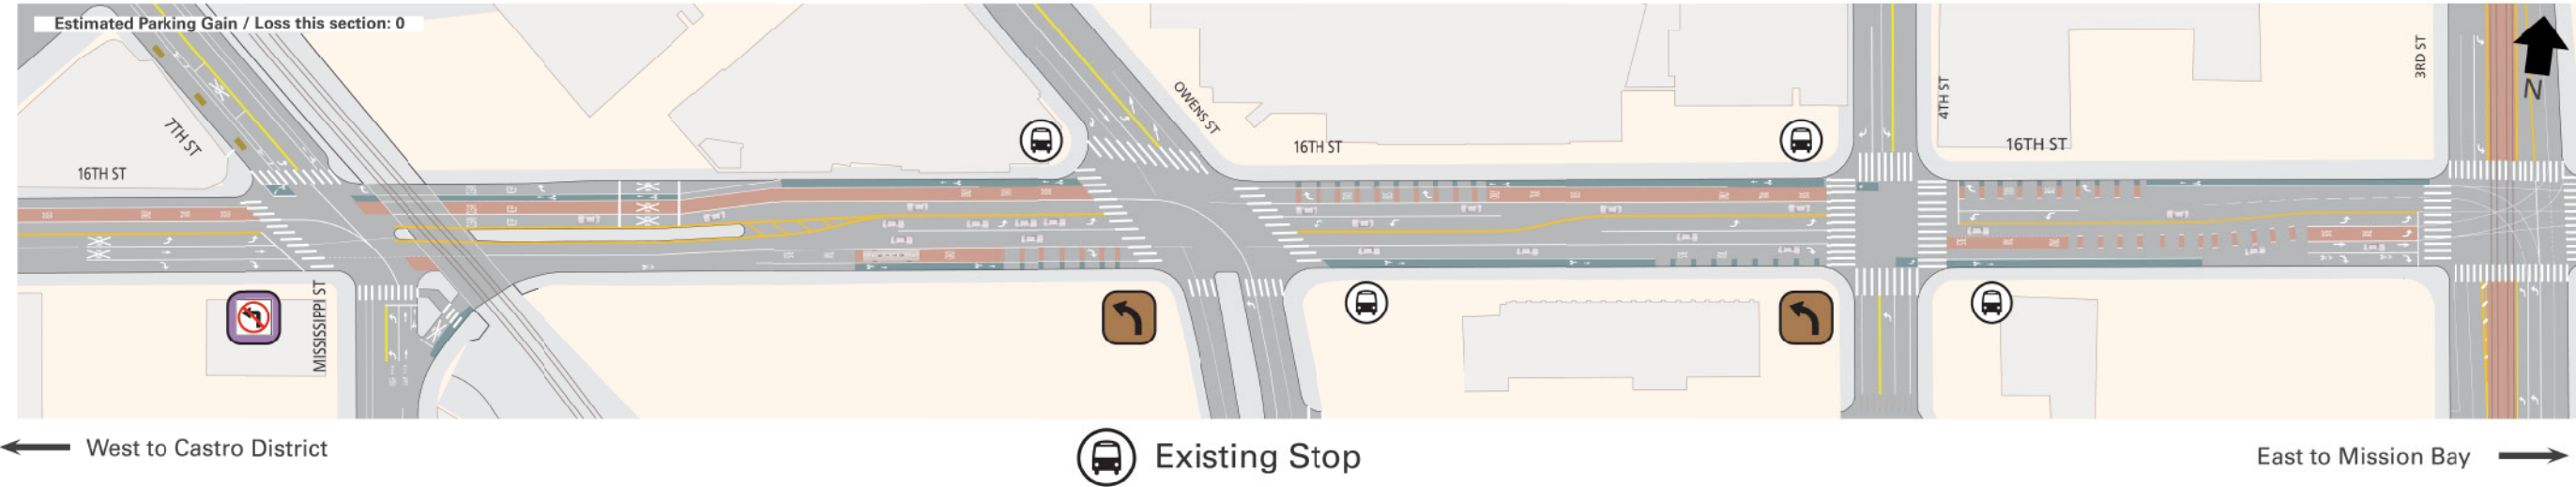 Estimated Parking Gain / Loss this section: 0
7TH ST
16TH ST
MISSISSIPPI ST
OWENS ST
16TH ST
4TH ST
16TH ST
3RD ST
N
West to Castro District
Existing Stop
East to Mission Bay